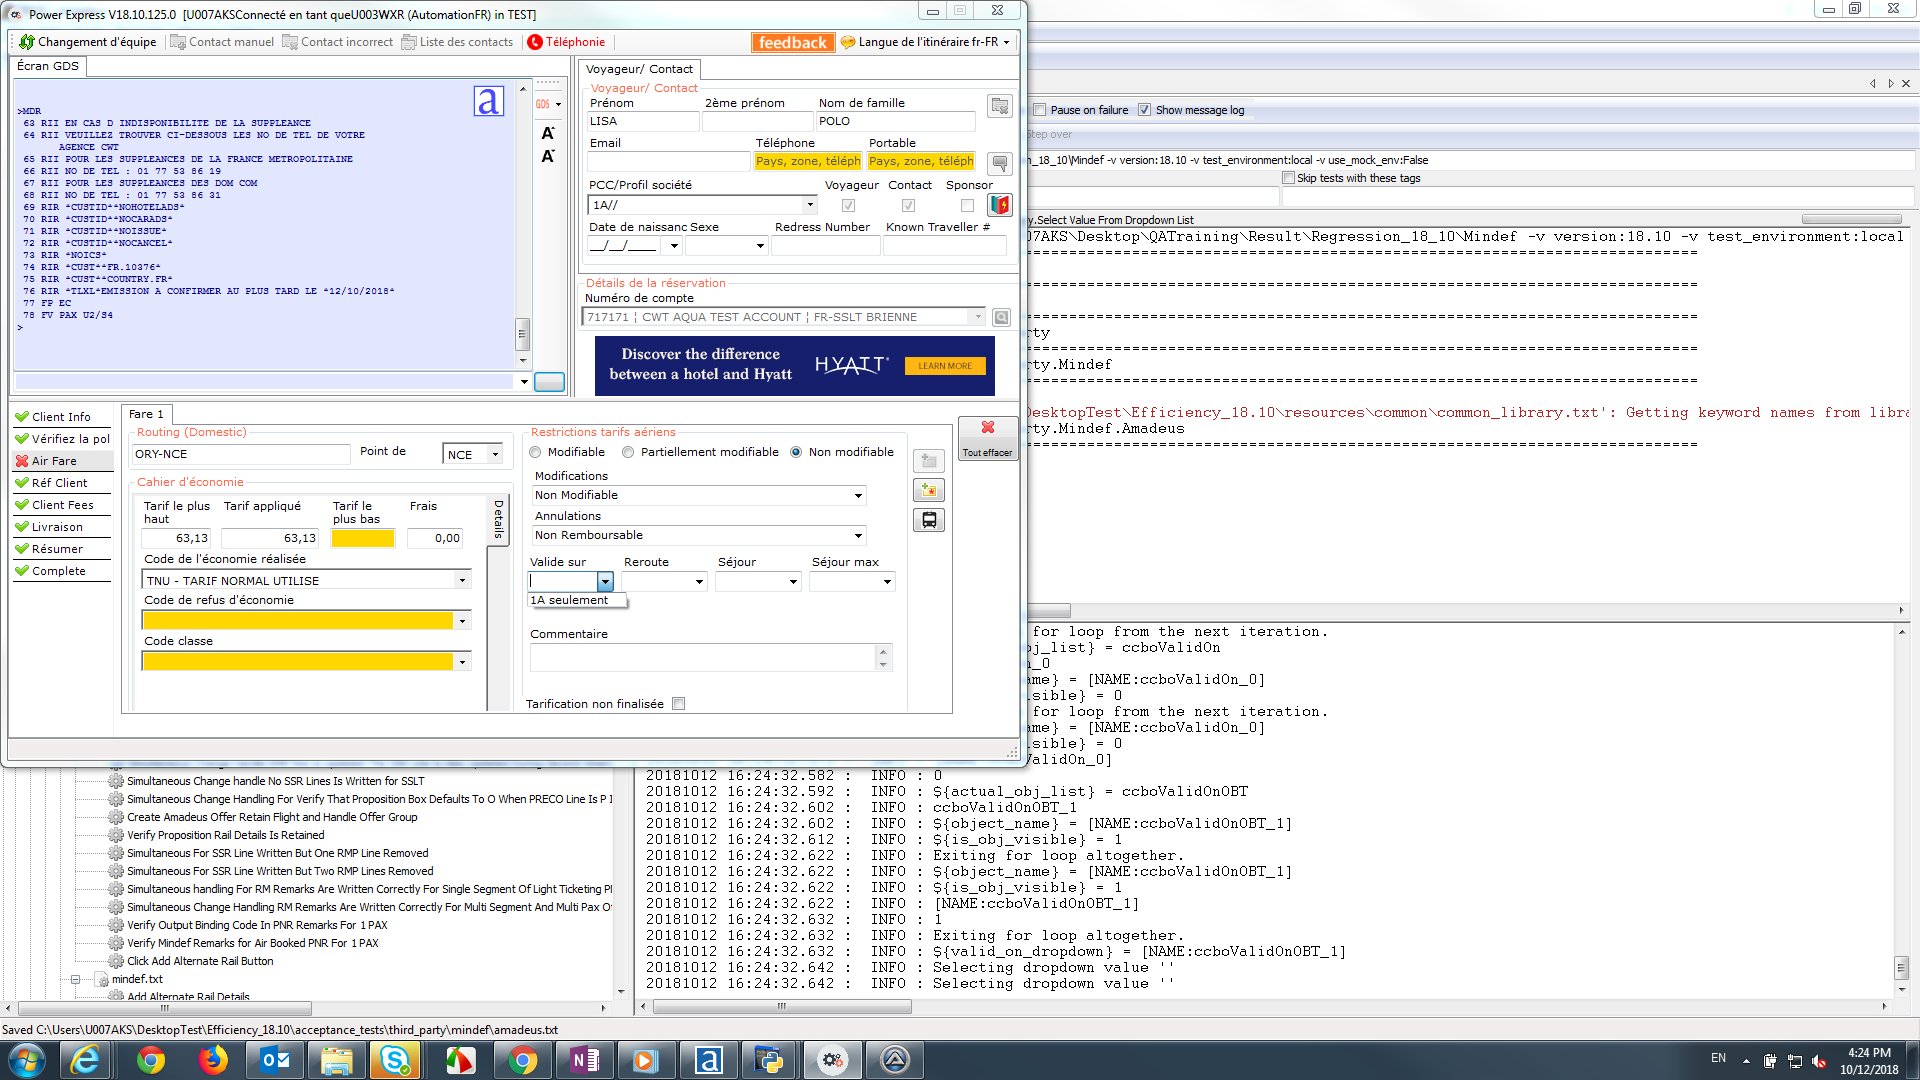 Power Express V18.10.125.0 [U007AKSConnecté en tant queU003WXR (AutomationFR) in TEST]
Changement d'équipe
Contact manuel
Contact incorrect
Liste des contacts
Téléphonie
feedback
Langue de l'itinéraire fr-FR
Écran GDS
>MDR
63 RII EN CAS D INDISPONIBILITE DE LA SUPPLEANCE
64 RII VEUILLEZ TROUVER CI-DESSOUS LES NO DE TEL DE VOTRE
AGENCE CWT
65 RII POUR LES SUPPLEANCES DE LA FRANCE METROPOLITAINE
66 RII NO DE TEL : 01 77 53 86 19
67 RII POUR LES SUPPLEANCES DES DOM COM
68 RII NO DE TEL : 01 77 53 86 31
69 RIR *CUSTID**NOHOTELADS*
70 RIR *CUSTID**NOCARADS*
71 RIR *CUSTID**NOISSUE*
72 RIR *CUSTID**NOCANCEL*
73 RIR *NOICS*
74 RIR *CUST**FR.10376*
75 RIR *CUST**COUNTRY.FR*
76 RIR *TLXL*EMISSION A CONFIRMER AU PLUS TARD LE *12/10/2018*
77 FP EC
78 FV PAX U2/S4
>
a
GDS
A
A
Voyageur/ Contact
Voyageur/ Contact
Prénom
2ème prénom
Nom de famille
LISA
POLO
Email
Téléphone
Portable
Pays, zone, téléph
Pays, zone, téléph
PCC/Profil société
Voyageur
Contact
Sponsor
1A//
Date de naissanc
Sexe
Redress Number
Known Traveller #
__/__/____
Détails de la réservation
Numéro de compte
717171 ¦ CWT AQUA TEST ACCOUNT ¦ FR-SSLT BRIENNE
Discover the difference
between a hotel and Hyatt
HYATT
LEARN MORE
Client Info
Vérifiez la pol
Air Fare
Réf Client
Client Fees
Livraison
Résumer
Complete
Fare 1
Routing (Domestic)
ORY-NCE
Point de
NCE
Cahier d'économie
Tarif le plus haut
Tarif appliqué
Tarif le plus bas
Frais
63,13
63,13
0,00
Details
Code de l'économie réalisée
TNU - TARIF NORMAL UTILISE
Code de refus d'économie
Code classe
Restrictions tarifs aériens
Modifiable
Partiellement modifiable
Non modifiable
Modifications
Non Modifiable
Annulations
Non Remboursable
Valide sur
Reroute
Séjour
Séjour max
1A seulement
Commentaire
Tarification non finalisée
Tout effacer
Pause on failure
Show message log
Step over
_18_10\Mindef -v version:18.10 -v test_environment:local -v use_mock_env:False
Skip tests with these tags
.Select Value From Dropdown List
07AKS\Desktop\QATraining\Result\Regression_18_10\Mindef -v version:18.10 -v test_environment:local
rty
rty.Mindef
DesktopTest\Efficiency_18.10\resources\common\common_library.txt': Getting keyword names from libra
rty.Mindef.Amadeus
for loop from the next iteration.
bj_list} = ccboValidOn
n_0
me} = [NAME:ccboValidOn_0]
sible} = 0
for loop from the next iteration.
me} = [NAME:ccboValidOn_0]
sible} = 0
dOn_0]
20181012 16:24:32.582 : INFO : 0
20181012 16:24:32.592 : INFO : ${actual_obj_list} = ccboValidOnOBT
20181012 16:24:32.602 : INFO : ccboValidOnOBT_1
20181012 16:24:32.602 : INFO : ${object_name} = [NAME:ccboValidOnOBT_1]
20181012 16:24:32.612 : INFO : ${is_obj_visible} = 1
20181012 16:24:32.622 : INFO : Exiting for loop altogether.
20181012 16:24:32.622 : INFO : ${object_name} = [NAME:ccboValidOnOBT_1]
20181012 16:24:32.622 : INFO : ${is_obj_visible} = 1
20181012 16:24:32.622 : INFO : [NAME:ccboValidOnOBT_1]
20181012 16:24:32.632 : INFO : 1
20181012 16:24:32.632 : INFO : Exiting for loop altogether.
20181012 16:24:32.632 : INFO : ${valid_on_dropdown} = [NAME:ccboValidOnOBT_1]
20181012 16:24:32.642 : INFO : Selecting dropdown value ''
20181012 16:24:32.642 : INFO : Selecting dropdown value ''
Simultaneous Change handle No SSR Lines Is Written for SSLT
Simultaneous Change Handling For Verify That Proposition Box Defaults To O When PRECO Line Is P I
Create Amadeus Offer Retain Flight and Handle Offer Group
Verify Proposition Rail Details Is Retained
Simultaneous For SSR Line Written But One RMP Line Removed
Simultaneous For SSR Line Written But Two RMP Lines Removed
Simultaneous handling For RM Remarks Are Written Correctly For Single Segment Of Light Ticketing Pl
Simultaneous Change Handling RM Remarks Are Written Correctly For Multi Segment And Multi Pax O
Verify Output Binding Code In PNR Remarks For 1 PAX
Verify Mindef Remarks for Air Booked PNR For 1 PAX
Click Add Alternate Rail Button
mindef.txt
Add Alternate Rail Details
Saved C:\Users\U007AKS\DesktopTest\Efficiency_18.10\acceptance_tests\third_party\mindef\amadeus.txt
EN
4:24 PM
10/12/2018